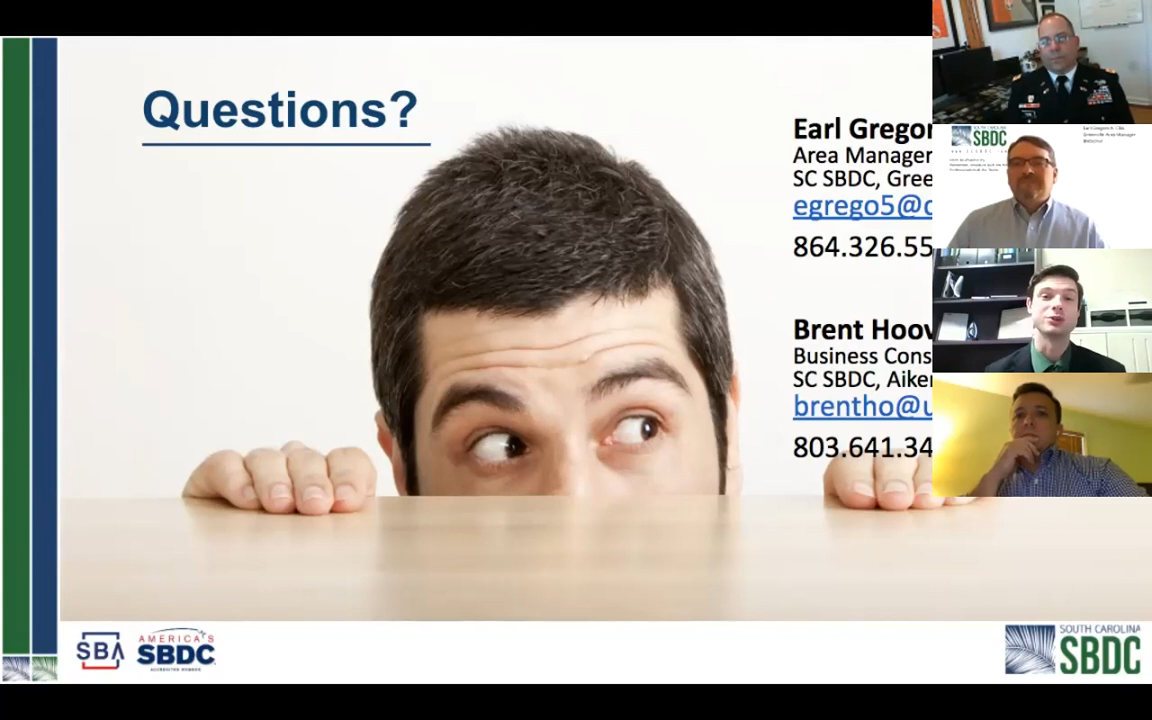 Questions?
Earl Gregor
Area Manager
SC SBDC, Gree
egrego5@
864.326.55
Brent Hoov
Business Cons
SC SBDC, Aiker
brentho@u
803.641.34
SBDC
SBA
AMERICA'S
SBDC
SOUTH CAROLINA
SBDC